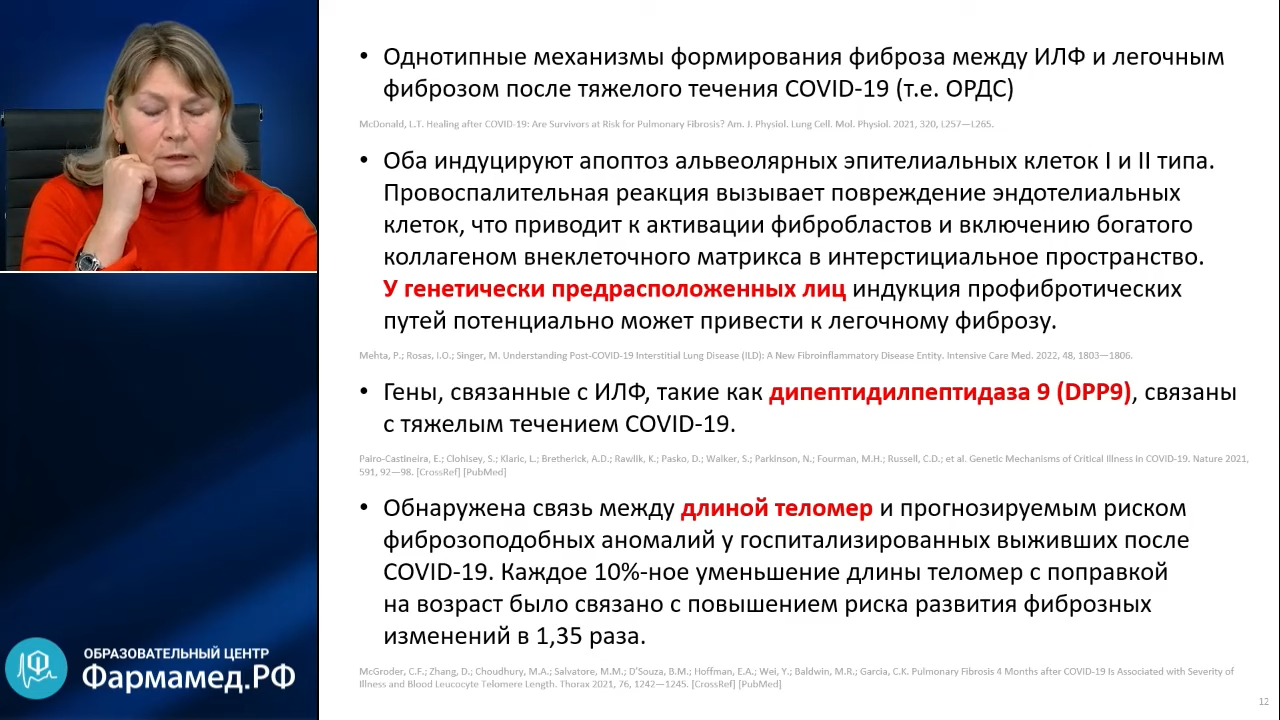 • Однотипные механизмы формирования фиброза между ИЛФ и легочным
фиброзом после тяжелого течения COVID-19 (т.е. ОРДС)
McDonald, L.T. Healing after COVID-19: Are Survivors at Risk for Pulmonary Fibrosis? Am. J. Physiol. Lung Cell. Mol. Physiol. 2021, 320, L257—L265.
• Оба индуцируют апоптоз альвеолярных эпителиальных клеток I и II типа.
Провоспалительная реакция вызывает повреждение эндотелиальных
клеток, что приводит к активации фибробластов и включению богатого
коллагеном внеклеточного матрикса в интерстициальное пространство.
У генетически предрасположенных лиц индукция профибротических
путей потенциально может привести к легочному фиброзу.
Mehta, P.; Rosas, I.O.; Singer, M. Understanding Post-COVID-19 Interstitial Lung Disease (ILD): A New Fibroinflammatory Disease Entity. Intensive Care Med. 2022, 48, 1803—1806.
• Гены, связанные с ИЛФ, такие как дипептидилпептидаза 9 (DPP9), связаны
с тяжелым течением COVID-19.
Pairo-Castineira, E.; Clohisey, S.; Klaric, L.; Bretherick, A.D.; Rawlik, K.; Pasko, D.; Walker, S.; Parkinson, N.; Fourman, M.H.; Russell, C.D.; et al. Genetic Mechanisms of Critical Illness in COVID-19. Nature 2021,
591, 92—98. [CrossRef] [PubMed]
• Обнаружена связь между длиной теломер и прогнозируемым риском
фиброзоподобных аномалий у госпитализированных выживших после
COVID-19. Каждое 10%-ное уменьшение длины теломер с поправкой
на возраст было связано с повышением риска развития фиброзных
изменений в 1,35 раза.
McGroder, C.F.; Zhang, D.; Choudhury, M.A.; Salvatore, M.M.; D'Souza, B.M.; Hoffman, E.A.; Wei, Y.; Baldwin, M.R.; Garcia, C.K. Pulmonary Fibrosis 4 Months after COVID-19 Is Associated with Severity of
Illness and Blood Leucocyte Telomere Length. Thorax 2021, 76, 1242—1245. [CrossRef] [PubMed]
12
ОБРАЗОВАТЕЛЬНЫЙ ЦЕНТР
Фармамед.РФ